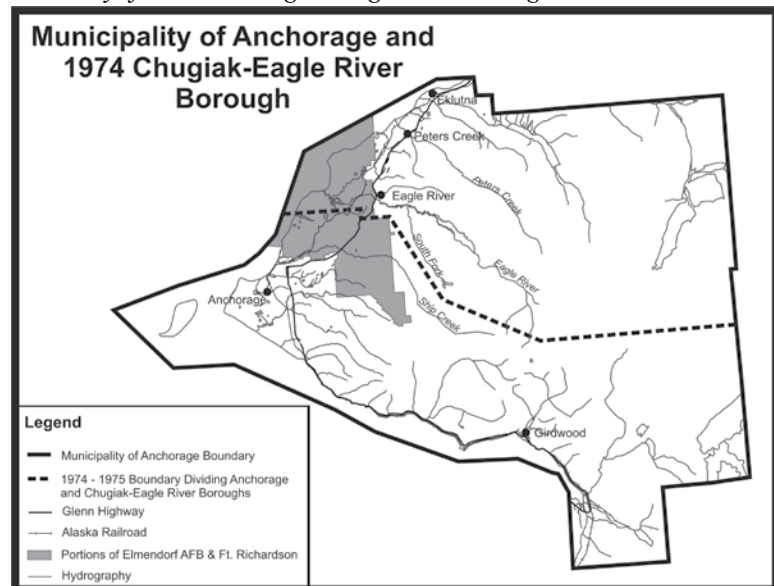 Municipality of Anchorage and
1974 Chugiak-Eagle River
Borough
Eklutna
Peters Creek
Peters Creek
Eagle River
South Fork
Eagle River
Anchorage
Ship Creek
Girdwood
Legend
Municipality of Anchorage Boundary
1974 - 1975 Boundary Dividing Anchorage
and Chugiak-Eagle River Boroughs
Glenn Highway
Alaska Railroad
Portions of Elmendorf AFB & Ft. Richardson
Hydrography